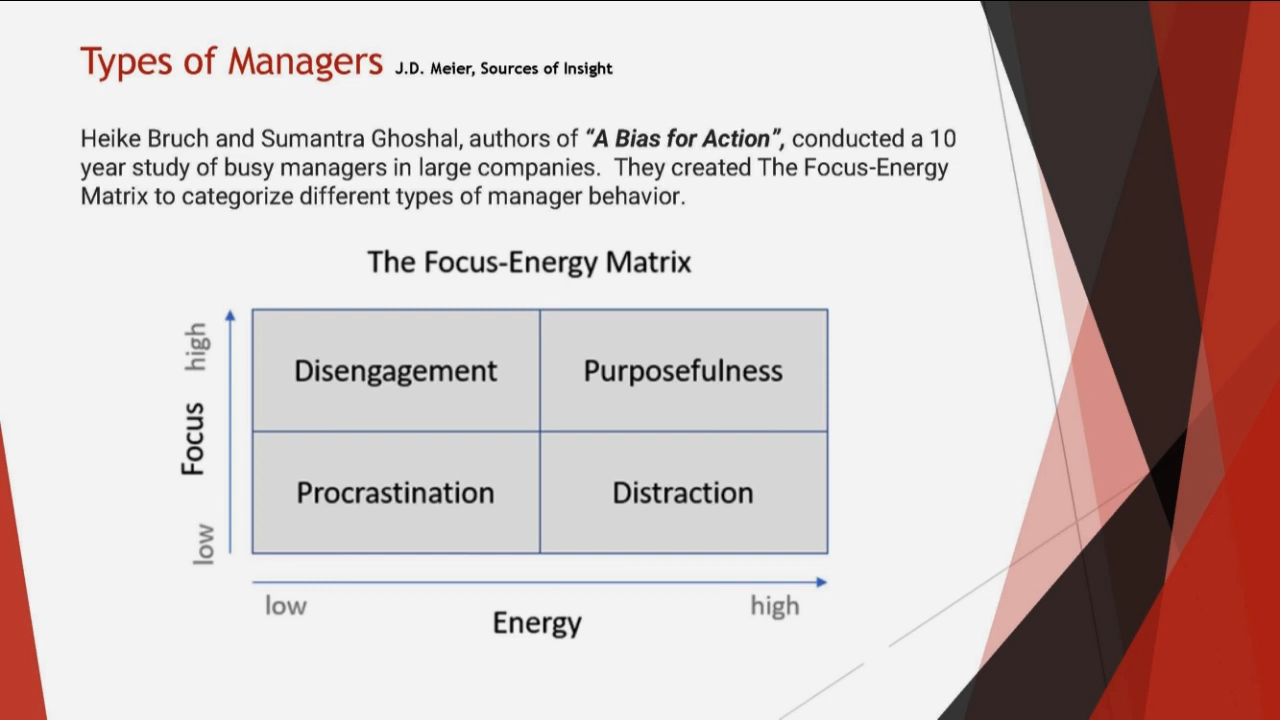 Types of Managers J.D. Meier, Sources of Insight
Heike Bruch and Sumantra Ghoshal, authors of “A Bias for Action”, conducted a 10
year study of busy managers in large companies.  They created The Focus-Energy
Matrix to categorize different types of manager behavior.
The Focus-Energy Matrix
high
Focus
low
Disengagement
Purposefulness
Procrastination
Distraction
low
high
Energy